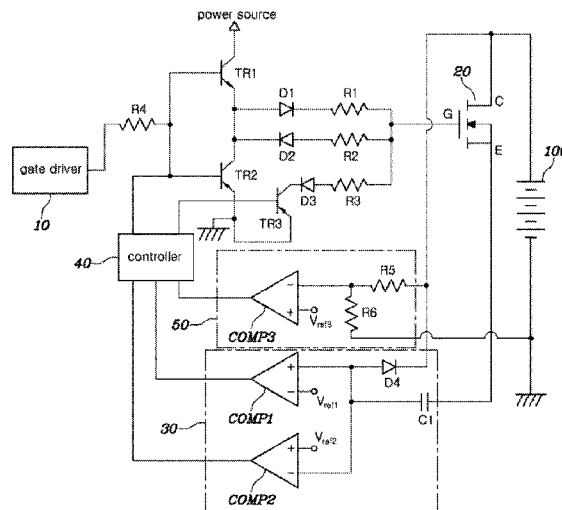 power source
TR1
20
D1
R1
C
G
R4
D2
R2
E
100
gate driver
TR2
D3
R3
10
TR3
40
controller
R5
R6
50
Vref3
COMP3
D4
COMP1
Vref1
C1
30
Vref2
COMP2